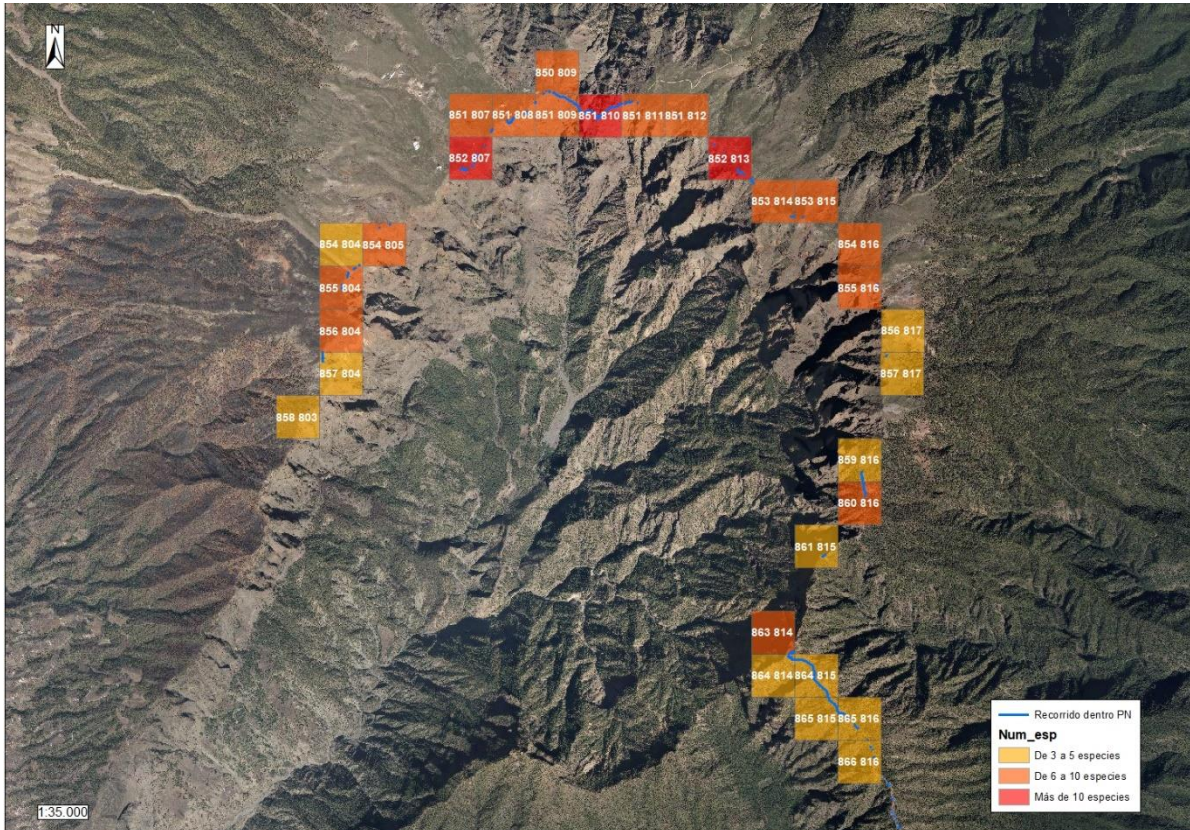 N
850 809
851 807 851 808 851 809 851 810 851 811 851 812
852 807 852 813
853 814 853 815
854 804 854 805 854 816
855 804 855 816
856 804 856 817
857 804 857 817
858 803
859 816
860 816
861 815
863 814
864 814 864 815
865 815 865 816
866 816
Recorrido dentro PN
Num_esp
De 3 a 5 especies
De 6 a 10 especies
Más de 10 especies
1:35.000